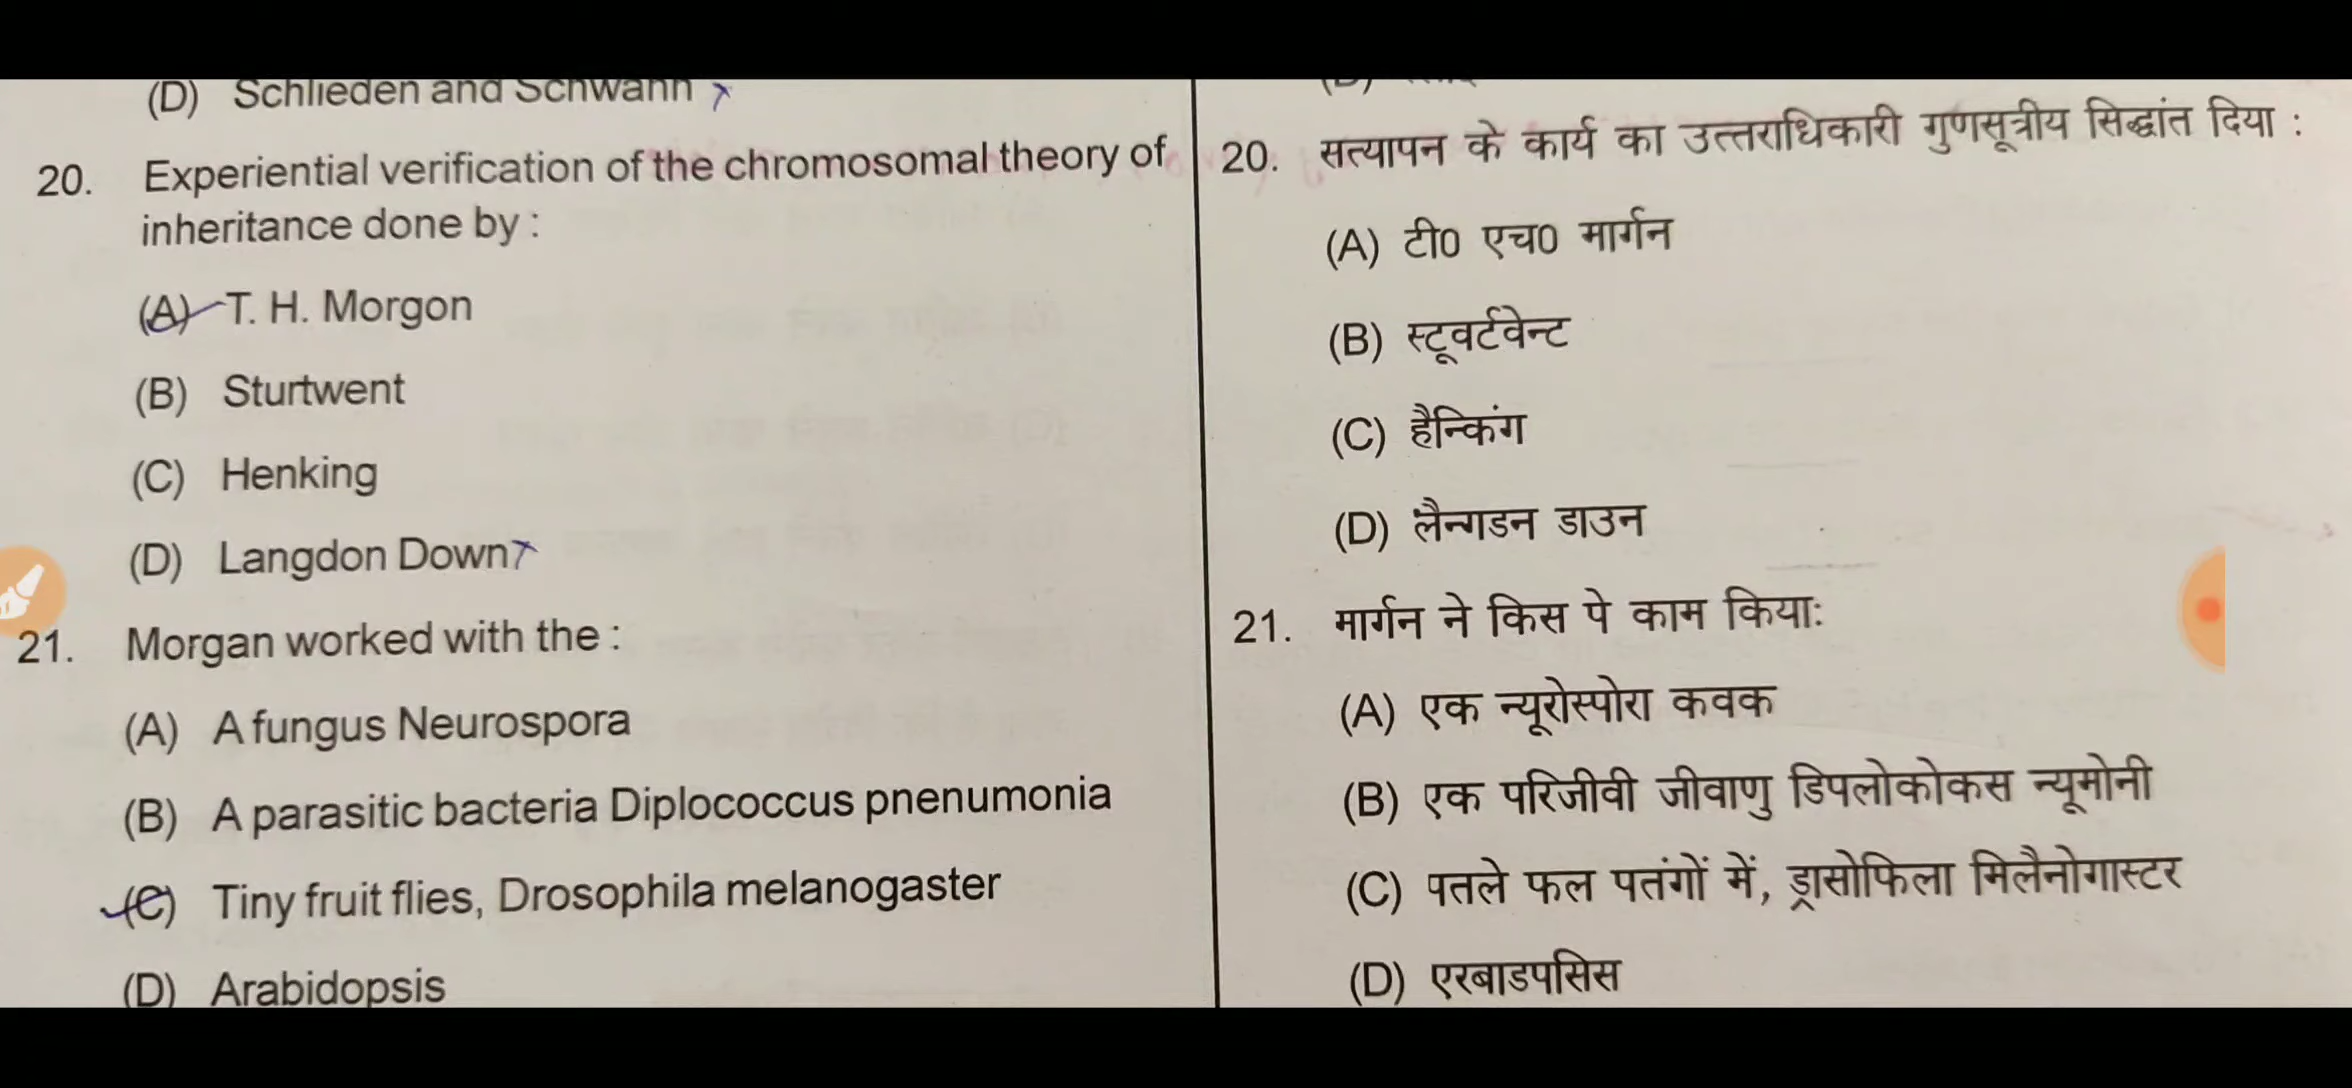 (D) Schlieden and Schwann
20. Experiential verification of the chromosomal theory of
inheritance done by :
(A) T. H. Morgon
(B) Sturtwent
(C) Henking
(D) Langdon Down
21. Morgan worked with the :
(A) A fungus Neurospora
(B) A parasitic bacteria Diplococcus pnenumonia
(C) Tiny fruit flies, Drosophila melanogaster
(D) Arabidopsis
20. सत्यापन के कार्य का उत्तराधिकारी गुणसूत्रीय सिद्धांत दिया :
(A) टी0 एच0 मार्गन
(B) स्टूवर्टवेन्ट
(C) हैन्किंग
(D) लैन्गडन डाउन
21. मार्गन ने किस पे काम कियाः
(A) एक न्यूरोस्पोरा कवक
(B) एक परिजीवी जीवाणु डिपलोकोकस न्यूमोनी
(C) पतले फल पतंगों में, ड्रासोफिला मिलैनोगास्टर
(D) एरबाडपसिस